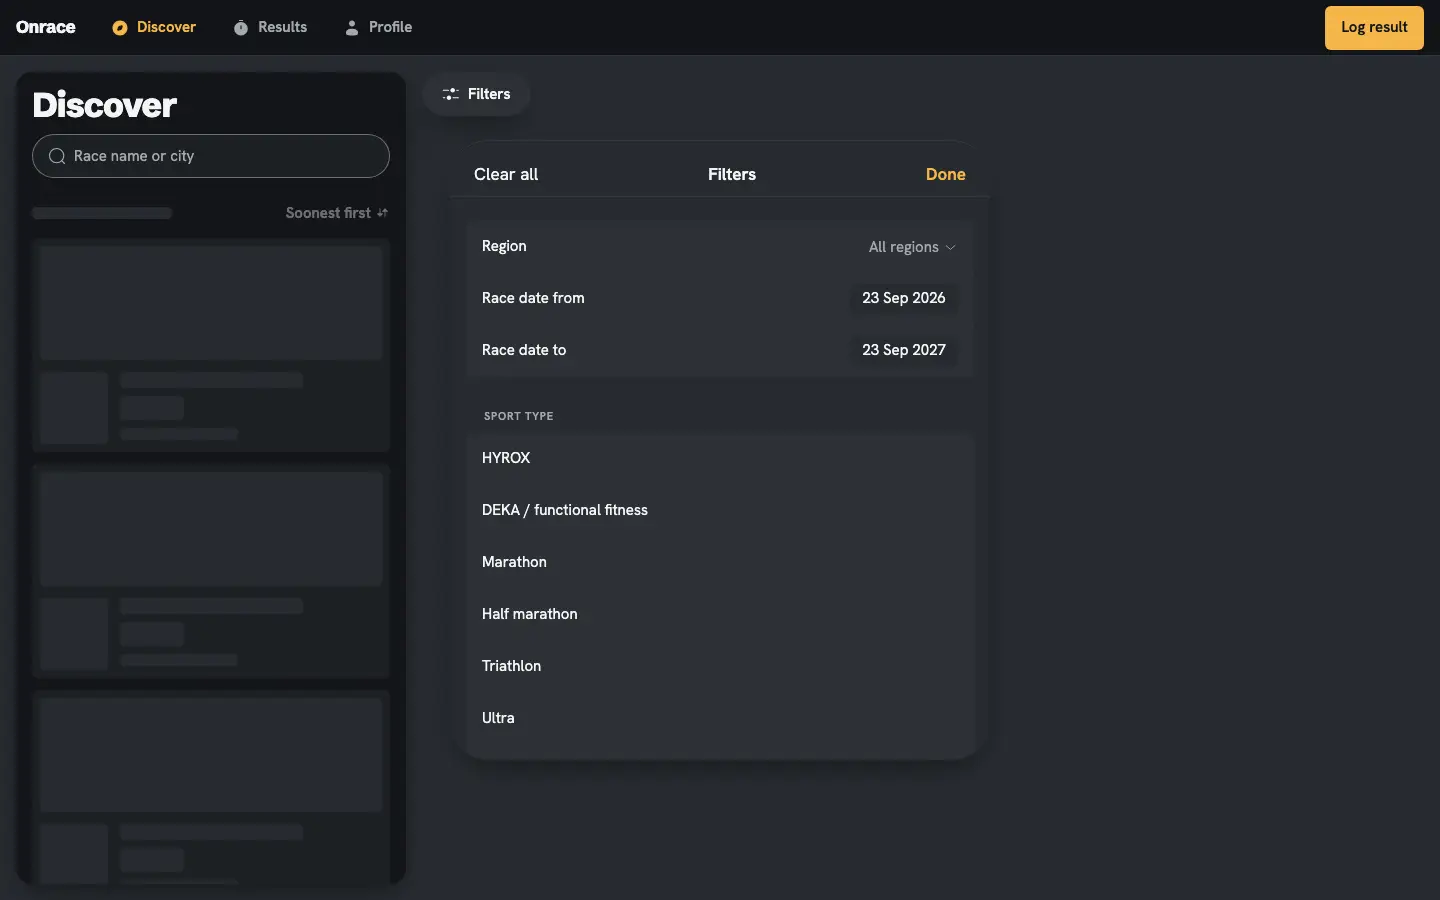 Onrace
Discover
Results
Profile
Log result
Discover
Race name or city
Soonest first
Filters
Clear all
Filters
Done
Region
All regions
Race date from
23 Sep 2026
Race date to
23 Sep 2027
SPORT TYPE
HYROX
DEKA / functional fitness
Marathon
Half marathon
Triathlon
Ultra